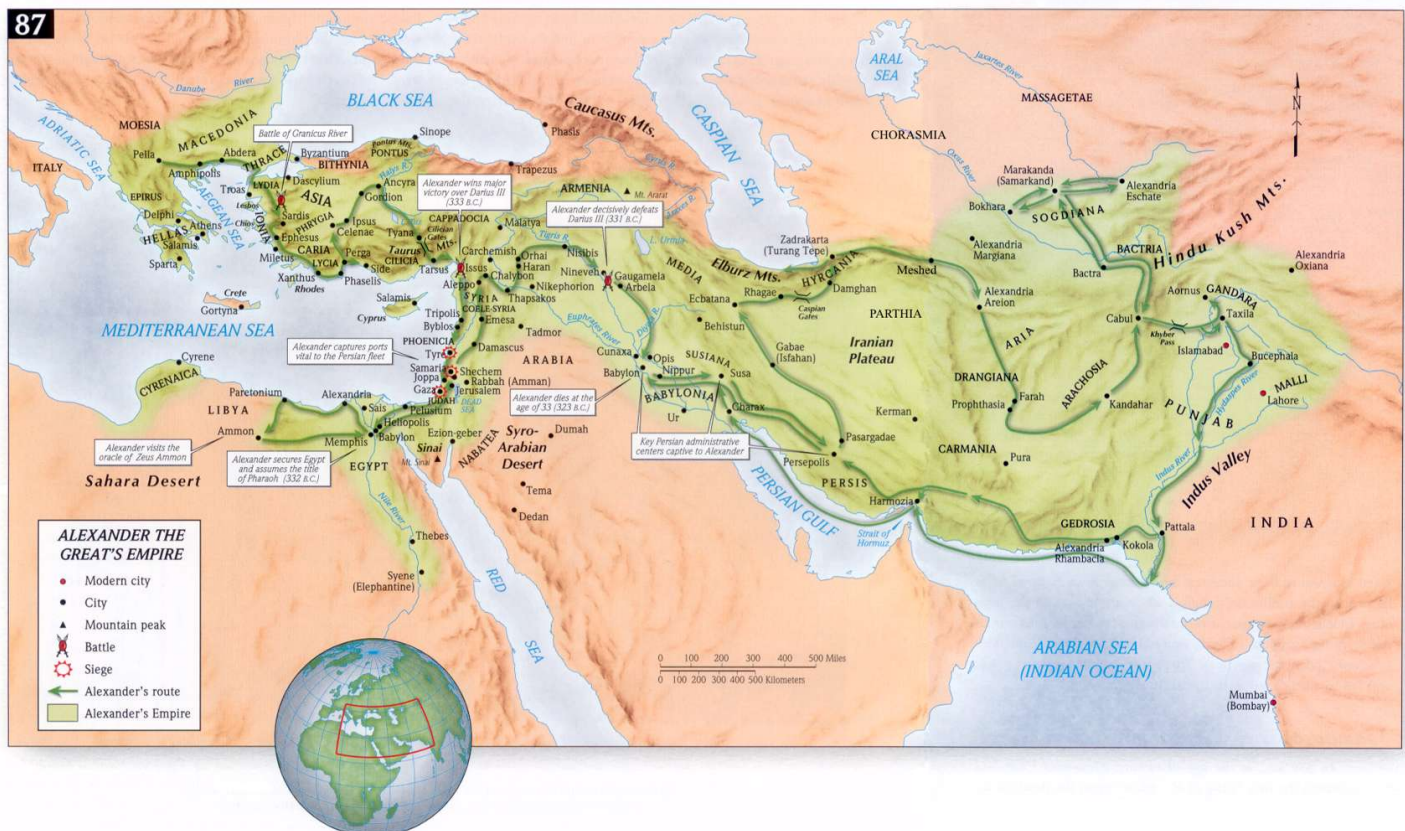 87
Danube River
BLACK SEA
ADRIATIC SEA
MOESIA
MACEDONIA
Battle of Granicus River
Pella
Abdera
Amphipolis
THRACE
Byzantium
BITHYNIA
Sinope
Pontus Mts.
PONTUS
Phasis
Caucasus Mts.
Trapezus
ITALY
EPIRUS
AEGEAN SEA
Troas
Dascylium
LYDIA
ASIA
Halys R.
Ancyra
Gordion
Lesbos
Chios
IONIA
Sardis
PHRYGIA
Ipsus
Celenae
Ephesus
Miletus
CARIA
LYCIA
Perga
Side
Xanthus
Phasellis
Rhodes
Delphi
Athens
HELLAS
Salamis
Sparta
Crete
Gortyna
Alexander wins major
victory over Darius III
(333 B.C.)
CAPPADOCIA
Cilician
Gates
Tyana
Taurus Mts.
CILICIA
Tarsus
Malatya
ARMENIA
Mt. Ararat
Alexander decisively defeats
Darius III (331 B.C.)
Tigris R.
L. Urmia
Carchemish
Orhai
Haran
Nisibis
Nineveh
Gaugamela
Arbela
Issus
Aleppo
Chalybon
Nikephorion
Thapsakos
SYRIA
COELE-SYRIA
Salamis
Cyprus
Tripolis
Byblos
Emesa
Tadmor
PHOENICIA
MEDITERRANEAN SEA
Alexander captures ports
vital to the Persian fleet
Tyre
Damascus
ARABIA
Samaria
Shechem
Joppa
Rabbah (Amman)
Gaza
Jerusalem
JUDAH
DEAD
SEA
Euphrates River
Diyala R.
Cunaxa
Opis
Babylon
Nippur
BABYLONIA
SUSIANA
Susa
Ur
Charax
Alexander dies at the
age of 33 (323 B.C.)
Key Persian administrative
centers captive to Alexander
Cyrene
CYRENAICA
Paretonium
Alexandria
Sais
Pelusium
Heliopolis
Babylon
Memphis
LIBYA
Ammon
Alexander visits the
oracle of Zeus Ammon
Alexander secures Egypt
and assumes the title
of Pharaoh (332 B.C.)
EGYPT
Sinai
Mt. Sinai
Ezion-geber
NABATEA
Syro-
Arabian
Desert
Dumah
Tema
Dedan
Sahara Desert
Nile River
Thebes
Syene
(Elephantine)
RED
SEA
CASPIAN
SEA
ARAL
SEA
Jaxartes River
MASSAGETAE
CHORASMIA
Oxus River
Marakanda
(Samarkand)
Alexandria
Eschate
Bokhara
SOGDIANA
Alexandria
Margiana
BACTRIA
Bactra
Hindu Kush Mts.
Alexandria
Oxiana
Zadrakarta
(Turang Tepe)
MEDIA
Elburz Mts.
HYRCANIA
Meshed
Ecbatana
Rhagae
Caspian
Gates
Damghan
Behistun
PARTHIA
Alexandria
Areion
Iranian
Plateau
ARIA
Gabae
(Isfahan)
DRANGIANA
Prophthasia
Farah
ARACHOSIA
Kandahar
Kerman
CARMANIA
Pura
Pasargadae
Persepolis
PERSIS
PERSIAN GULF
Harmozia
Strait of
Hormuz
GEDROSIA
Alexandria
Rhambacia
Kokola
Pattala
Aornus
GANDARA
Taxila
Cabul
Khyber
Pass
Islamabad
Bucephala
MALLI
Lahore
PUNJAB
Hydaspes River
Indus River
Indus Valley
INDIA
ARABIAN SEA
(INDIAN OCEAN)
Mumbai
(Bombay)
N
0 100 200 300 400 500 Miles
0 100 200 300 400 500 Kilometers
ALEXANDER THE
GREAT'S EMPIRE
Modern city
City
Mountain peak
Battle
Siege
Alexander's route
Alexander's Empire